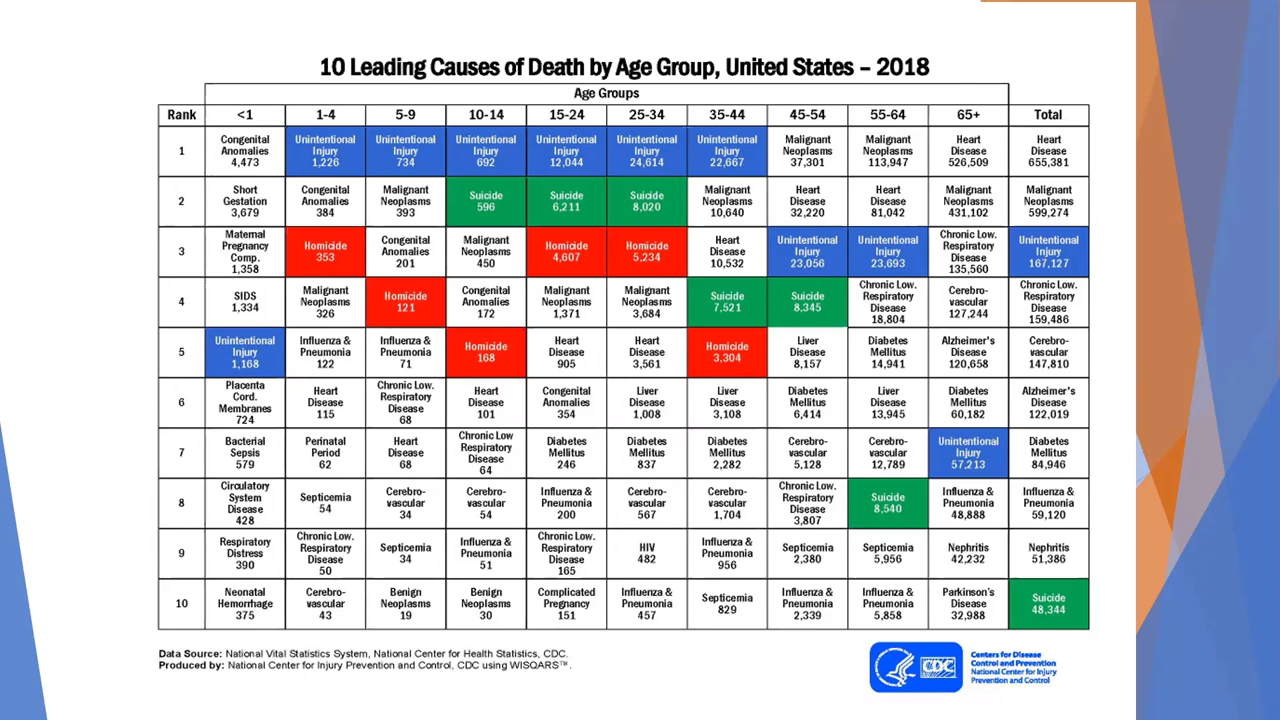 10 Leading Causes of Death by Age Group, United States – 2018
Age Groups
Rank <1 1-4 5-9 10-14 15-24 25-34 35-44 45-54 55-64 65+ Total
1 Congenital Anomalies 4,473 Unintentional Injury 1,226 Unintentional Injury 734 Unintentional Injury 692 Unintentional Injury 12,044 Unintentional Injury 24,614 Unintentional Injury 22,667 Malignant Neoplasms 37,301 Malignant Neoplasms 113,947 Heart Disease 526,509 Heart Disease 655,381
2 Short Gestation 3,679 Congenital Anomalies 384 Malignant Neoplasms 393 Suicide 596 Suicide 6,211 Suicide 8,020 Malignant Neoplasms 10,640 Heart Disease 32,220 Heart Disease 81,042 Malignant Neoplasms 431,102 Malignant Neoplasms 599,274
3 Maternal Pregnancy Comp. 1,358 Homicide 353 Congenital Anomalies 201 Malignant Neoplasms 450 Homicide 4,607 Homicide 5,234 Heart Disease 10,532 Unintentional Injury 23,056 Unintentional Injury 23,693 Chronic Low. Respiratory Disease 135,560 Unintentional Injury 167,127
4 SIDS 1,334 Malignant Neoplasms 326 Homicide 121 Congenital Anomalies 172 Malignant Neoplasms 1,371 Malignant Neoplasms 3,684 Suicide 7,521 Suicide 8,345 Chronic Low. Respiratory Disease 18,804 Cerebro-vascular 127,244 Chronic Low. Respiratory Disease 159,486
5 Unintentional Injury 1,168 Influenza & Pneumonia 122 Influenza & Pneumonia 71 Homicide 168 Heart Disease 905 Heart Disease 3,561 Homicide 3,304 Liver Disease 8,157 Diabetes Mellitus 14,941 Alzheimer's Disease 120,658 Cerebro-vascular 147,810
6 Placenta Cord. Membranes 724 Heart Disease 115 Chronic Low. Respiratory Disease 68 Heart Disease 101 Congenital Anomalies 354 Liver Disease 1,008 Liver Disease 3,108 Diabetes Mellitus 6,414 Liver Disease 13,945 Diabetes Mellitus 60,182 Alzheimer's Disease 122,019
7 Bacterial Sepsis 579 Perinatal Period 62 Heart Disease 68 Chronic Low Respiratory Disease 64 Diabetes Mellitus 246 Diabetes Mellitus 837 Diabetes Mellitus 2,282 Cerebro-vascular 5,128 Cerebro-vascular 12,789 Unintentional Injury 57,213 Diabetes Mellitus 84,946
8 Circulatory System Disease 428 Septicemia 54 Cerebro-vascular 34 Cerebro-vascular 54 Influenza & Pneumonia 200 Cerebro-vascular 567 Cerebro-vascular 1,704 Chronic Low. Respiratory Disease 3,807 Suicide 8,540 Influenza & Pneumonia 48,888 Influenza & Pneumonia 59,120
9 Respiratory Distress 390 Chronic Low. Respiratory Disease 50 Septicemia 34 Influenza & Pneumonia 51 Chronic Low. Respiratory Disease 165 HIV 482 Influenza & Pneumonia 956 Septicemia 2,380 Septicemia 5,956 Nephritis 42,232 Nephritis 51,386
10 Neonatal Hemorrhage 375 Cerebro-vascular 43 Benign Neoplasms 19 Benign Neoplasms 30 Complicated Pregnancy 151 Influenza & Pneumonia 457 Septicemia 829 Influenza & Pneumonia 2,339 Influenza & Pneumonia 5,858 Parkinson's Disease 32,988 Suicide 48,344
Data Source: National Vital Statistics System, National Center for Health Statistics, CDC.
Produced by: National Center for Injury Prevention and Control, CDC using WISQARS™.
CDC
Centers for Disease
Control and Prevention
National Center for Injury
Prevention and Control